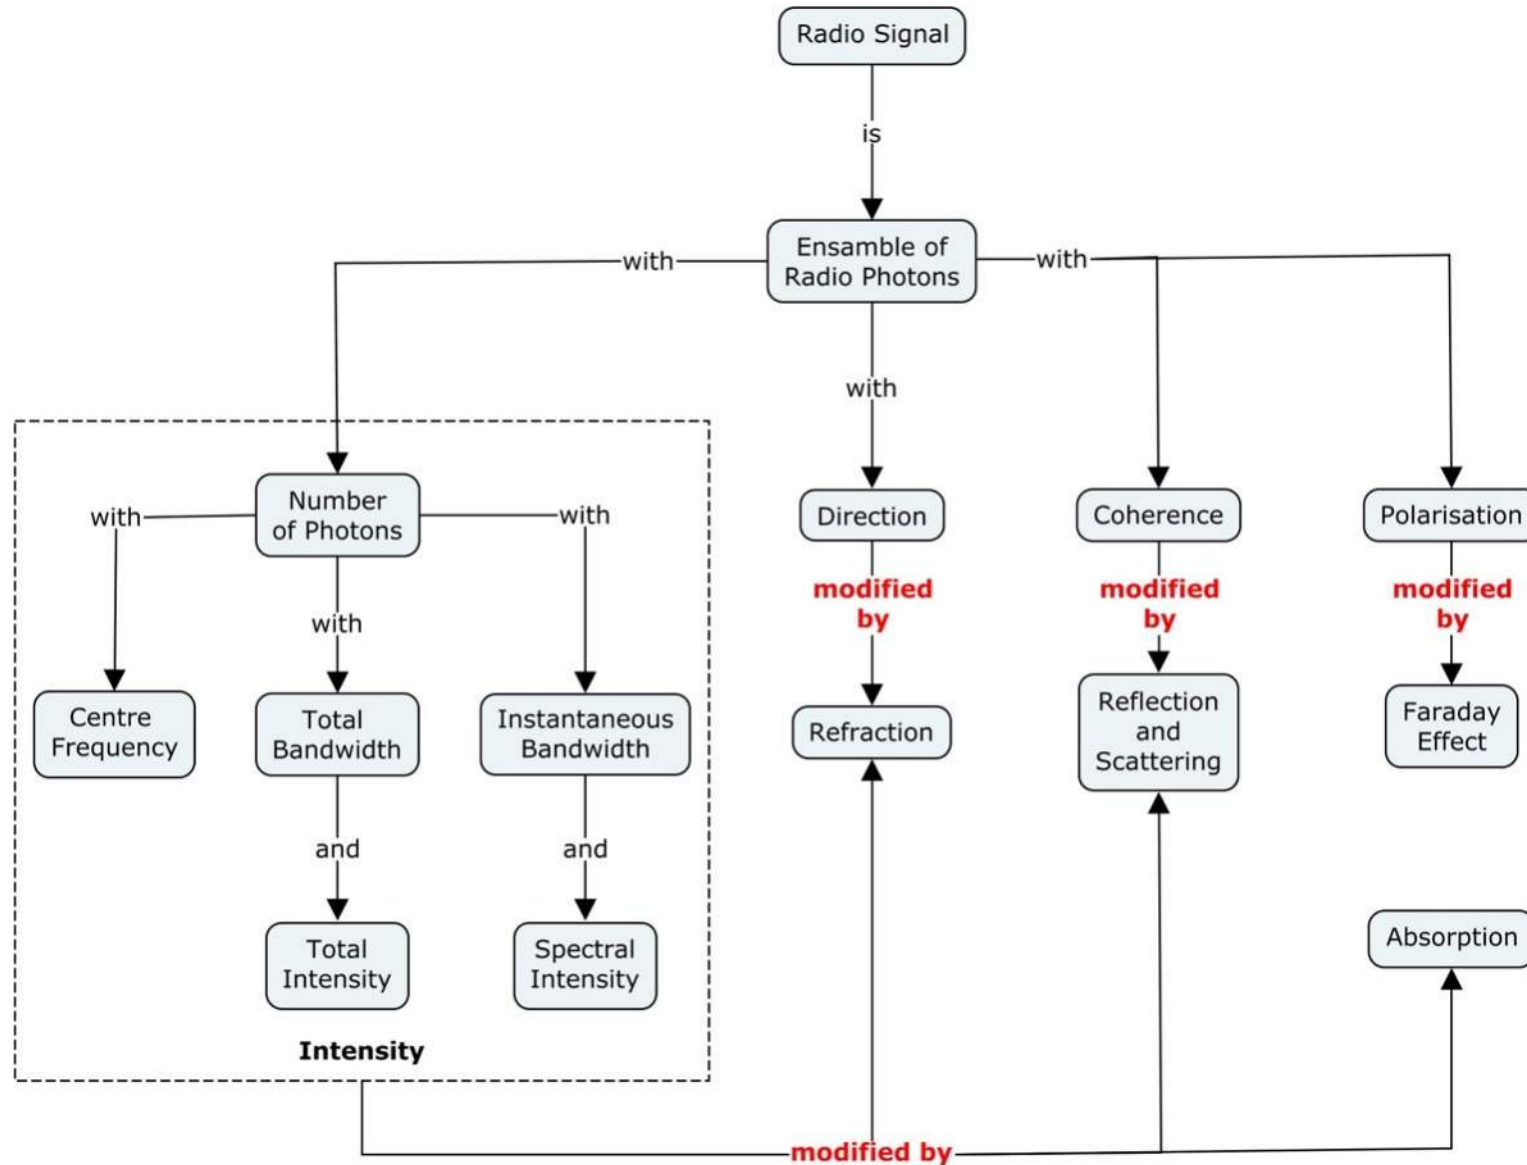 Radio Signal
is
Ensamble of
Radio Photons
with
with
with
Number
of Photons
Direction
Coherence
Polarisation
with
with
with
modified
by
modified
by
modified
by
Centre
Frequency
Total
Bandwidth
Instantaneous
Bandwidth
Refraction
Reflection
and
Scattering
Faraday
Effect
and
and
Total
Intensity
Spectral
Intensity
Absorption
Intensity
modified by